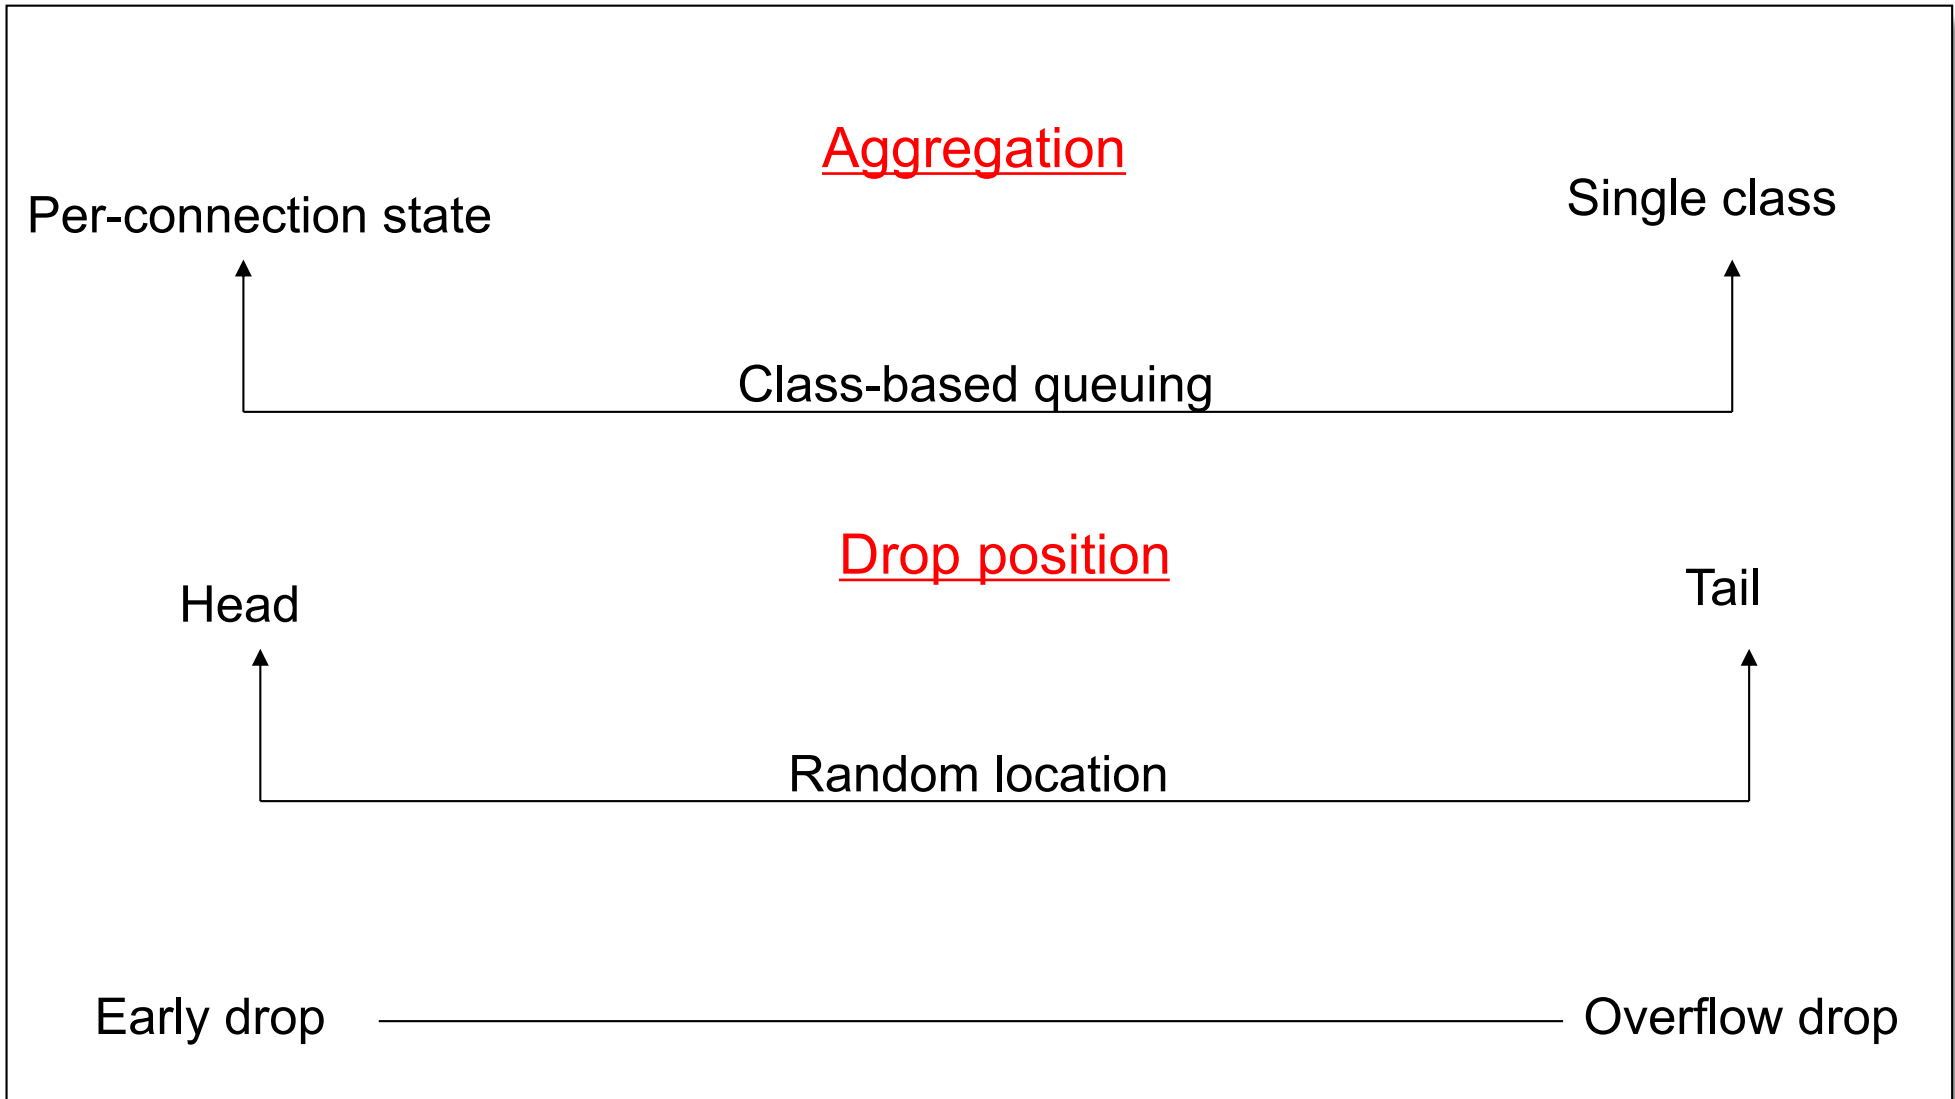 Aggregation
Per-connection state
Single class
Class-based queuing
Drop position
Head
Tail
Random location
Early drop
Overflow drop